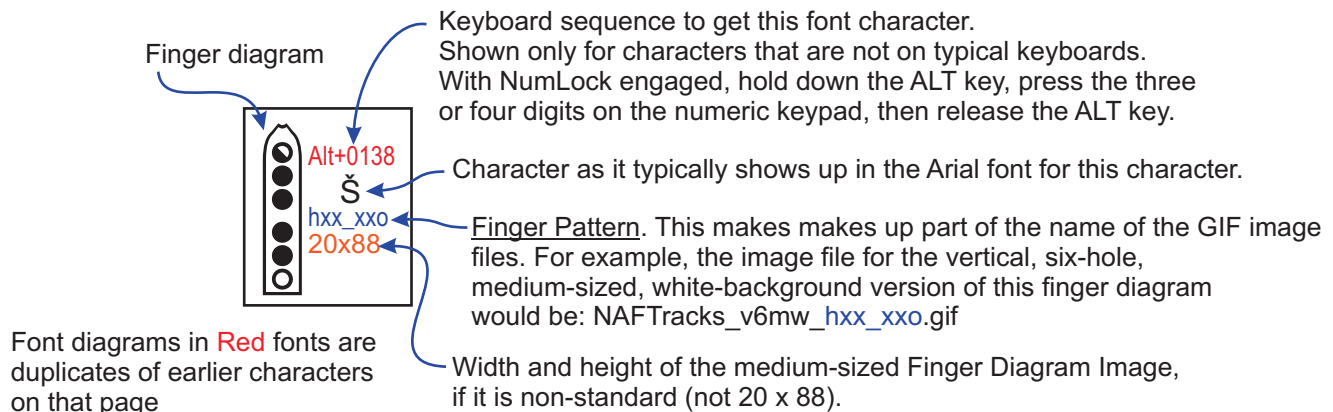 Keyboard sequence to get this font character.
Shown only for characters that are not on typical keyboards.
With NumLock engaged, hold down the ALT key, press the three
or four digits on the numeric keypad, then release the ALT key.
Finger diagram
Alt+0138
Š
hxx_xxo
20x88
Character as it typically shows up in the Arial font for this character.
Finger Pattern. This makes makes up part of the name of the GIF image
files. For example, the image file for the vertical, six-hole,
medium-sized, white-background version of this finger diagram
would be: NAFTracks_v6mw_hxx_xxo.gif
Width and height of the medium-sized Finger Diagram Image,
if it is non-standard (not 20 x 88).
Font diagrams in Red fonts are
duplicates of earlier characters
on that page